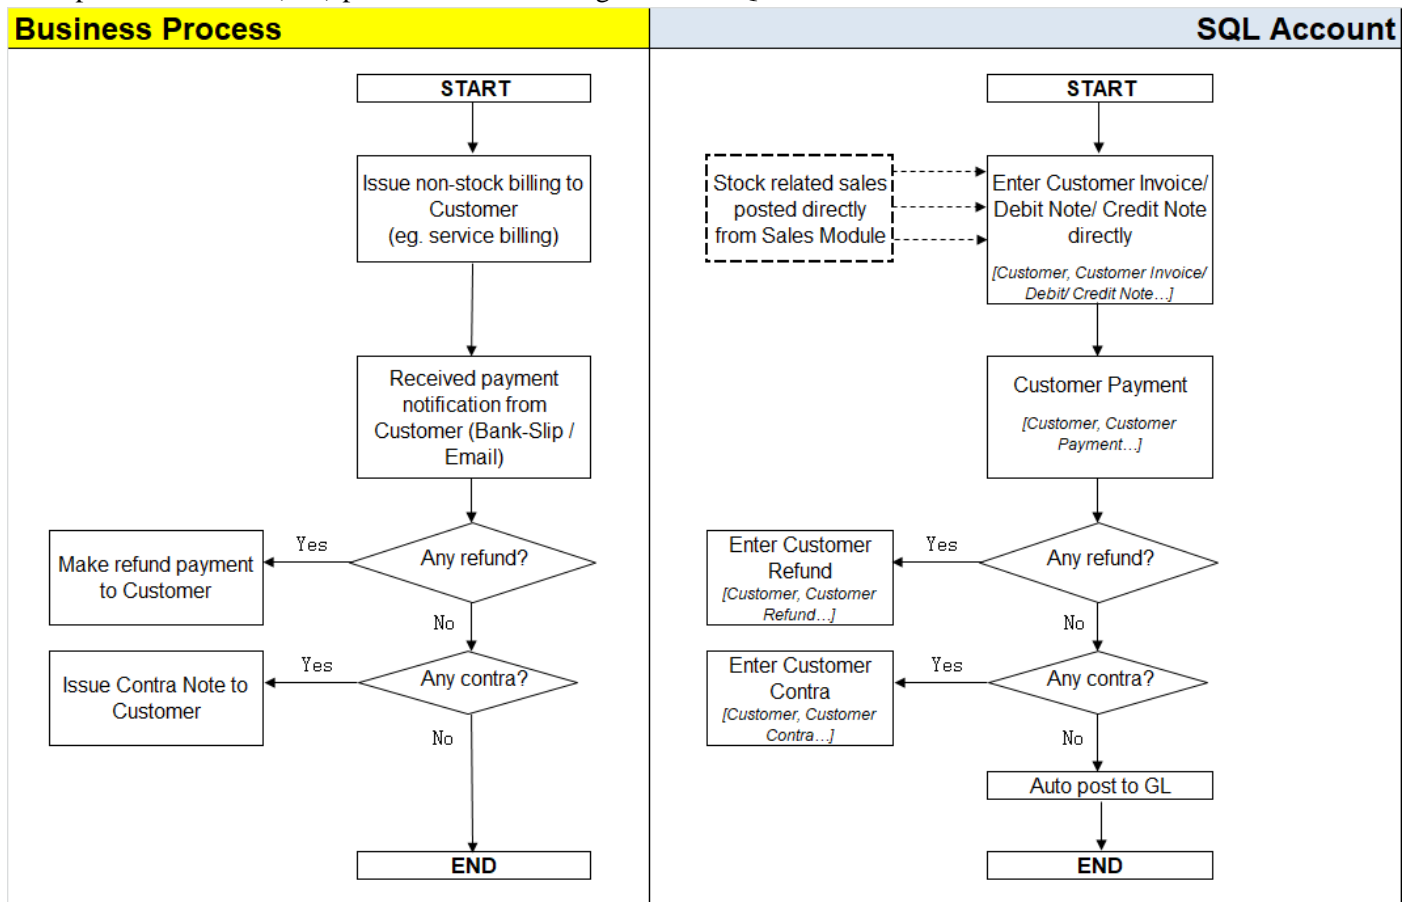 Business Process
SQL Account
START
Issue non-stock billing to
Customer
(eg. service billing)
Received payment
notification from
Customer (Bank-Slip /
Email)
Any refund?
Yes
Make refund payment
to Customer
No
Any contra?
Yes
Issue Contra Note to
Customer
No
END
START
Stock related sales
posted directly
from Sales Module
Enter Customer Invoice/
Debit Note/ Credit Note
directly
[Customer, Customer Invoice/
Debit/ Credit Note…]
Customer Payment
[Customer, Customer
Payment…]
Any refund?
Yes
Enter Customer
Refund
[Customer, Customer
Refund…]
No
Any contra?
Yes
Enter Customer
Contra
[Customer, Customer
Contra…]
No
Auto post to GL
END